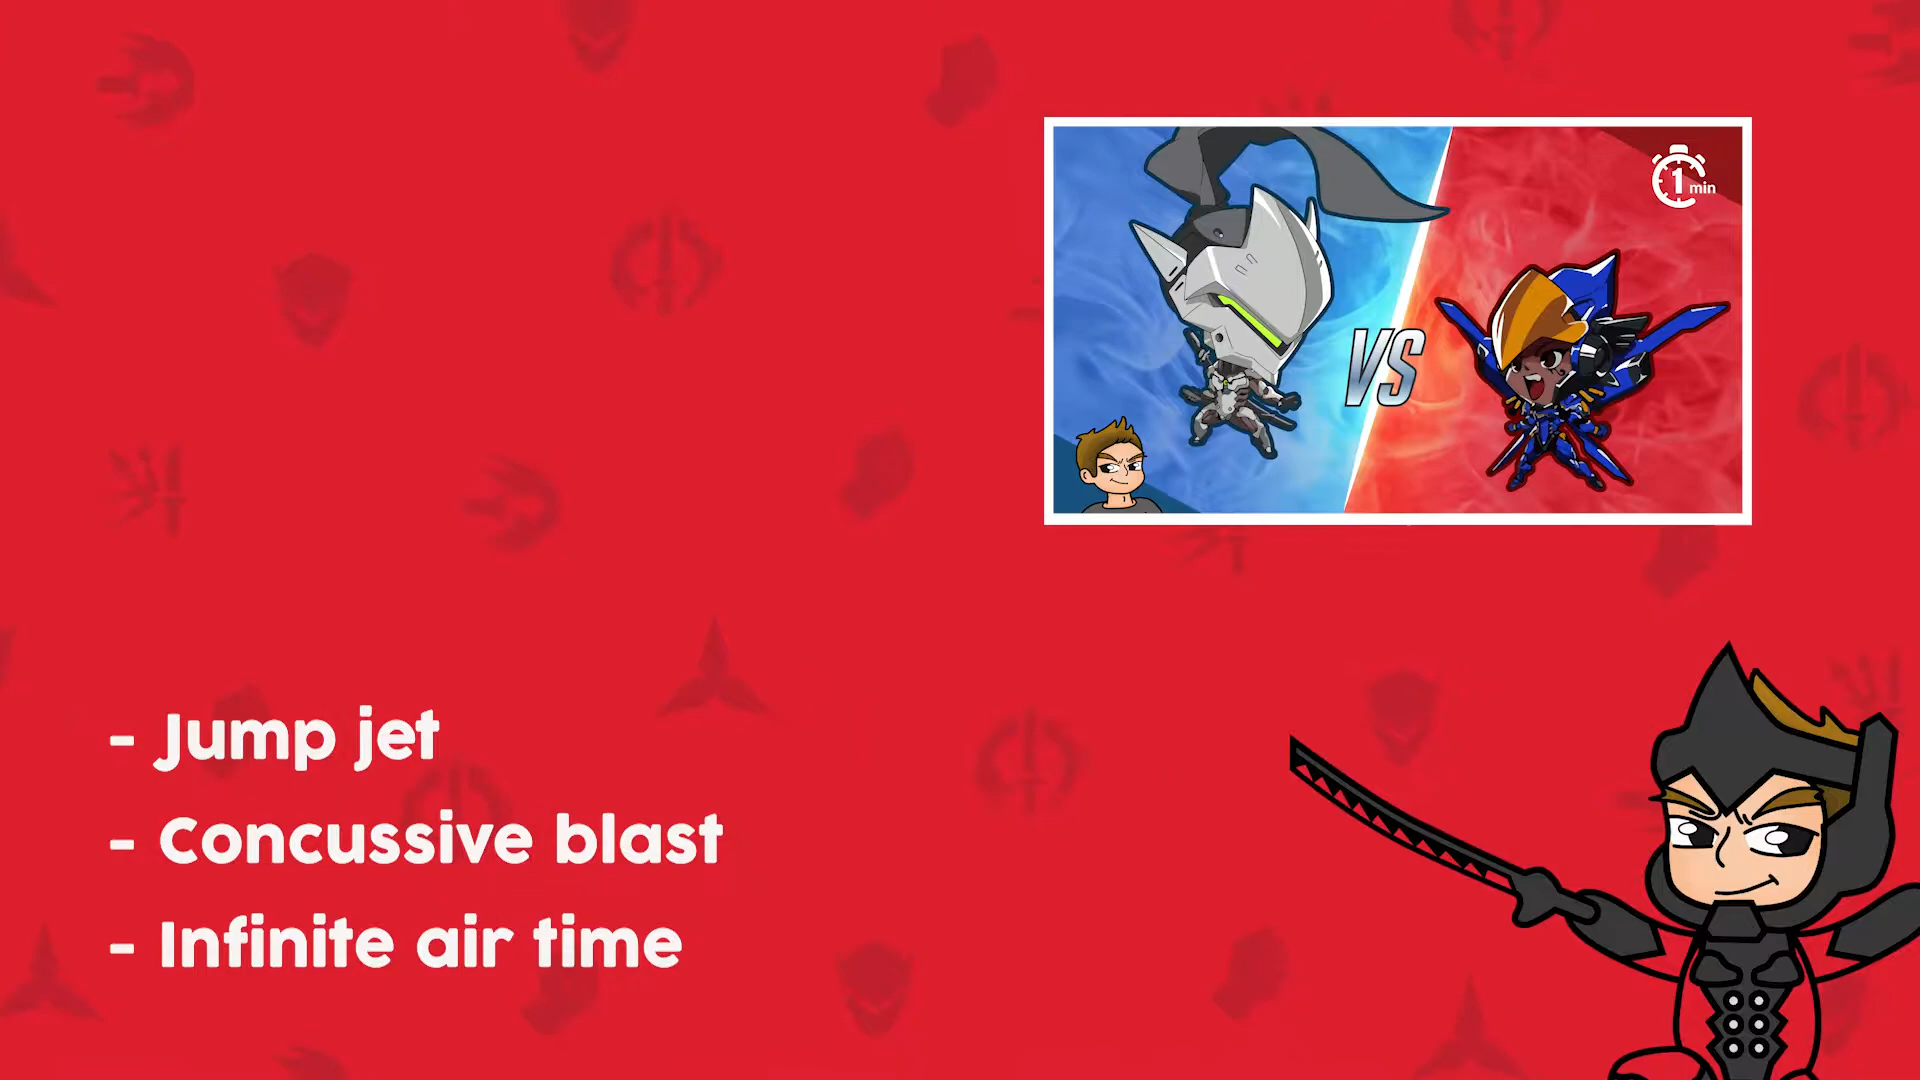 1 min
VS
- Jump jet
- Concussive blast
- Infinite air time